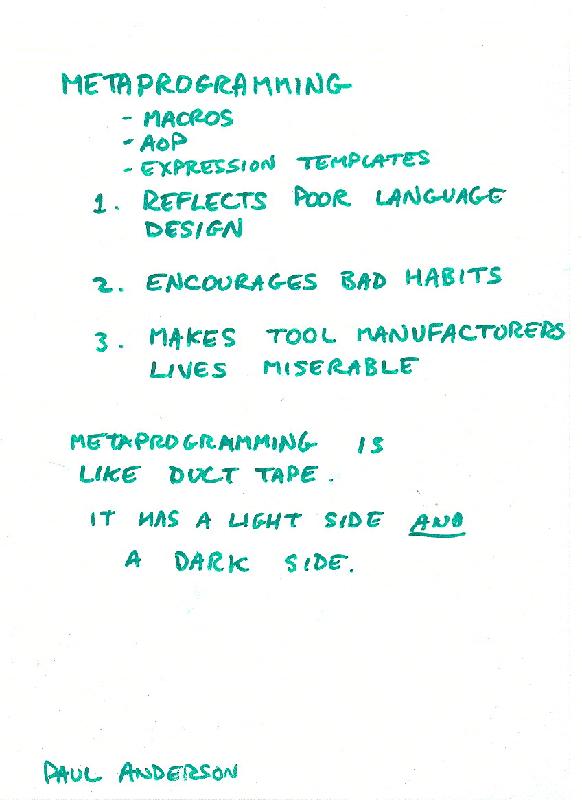 METAPROGRAMMING
- MACROS
- AOP
- EXPRESSION TEMPLATES
1. REFLECTS POOR LANGUAGE
DESIGN
2. ENCOURAGES BAD HABITS
3. MAKES TOOL MANUFACTURERS
LIVES MISERABLE
METAPROGRAMMING IS
LIKE DUCT TAPE.
IT HAS A LIGHT SIDE AND
A DARK SIDE.
PAUL ANDERSON